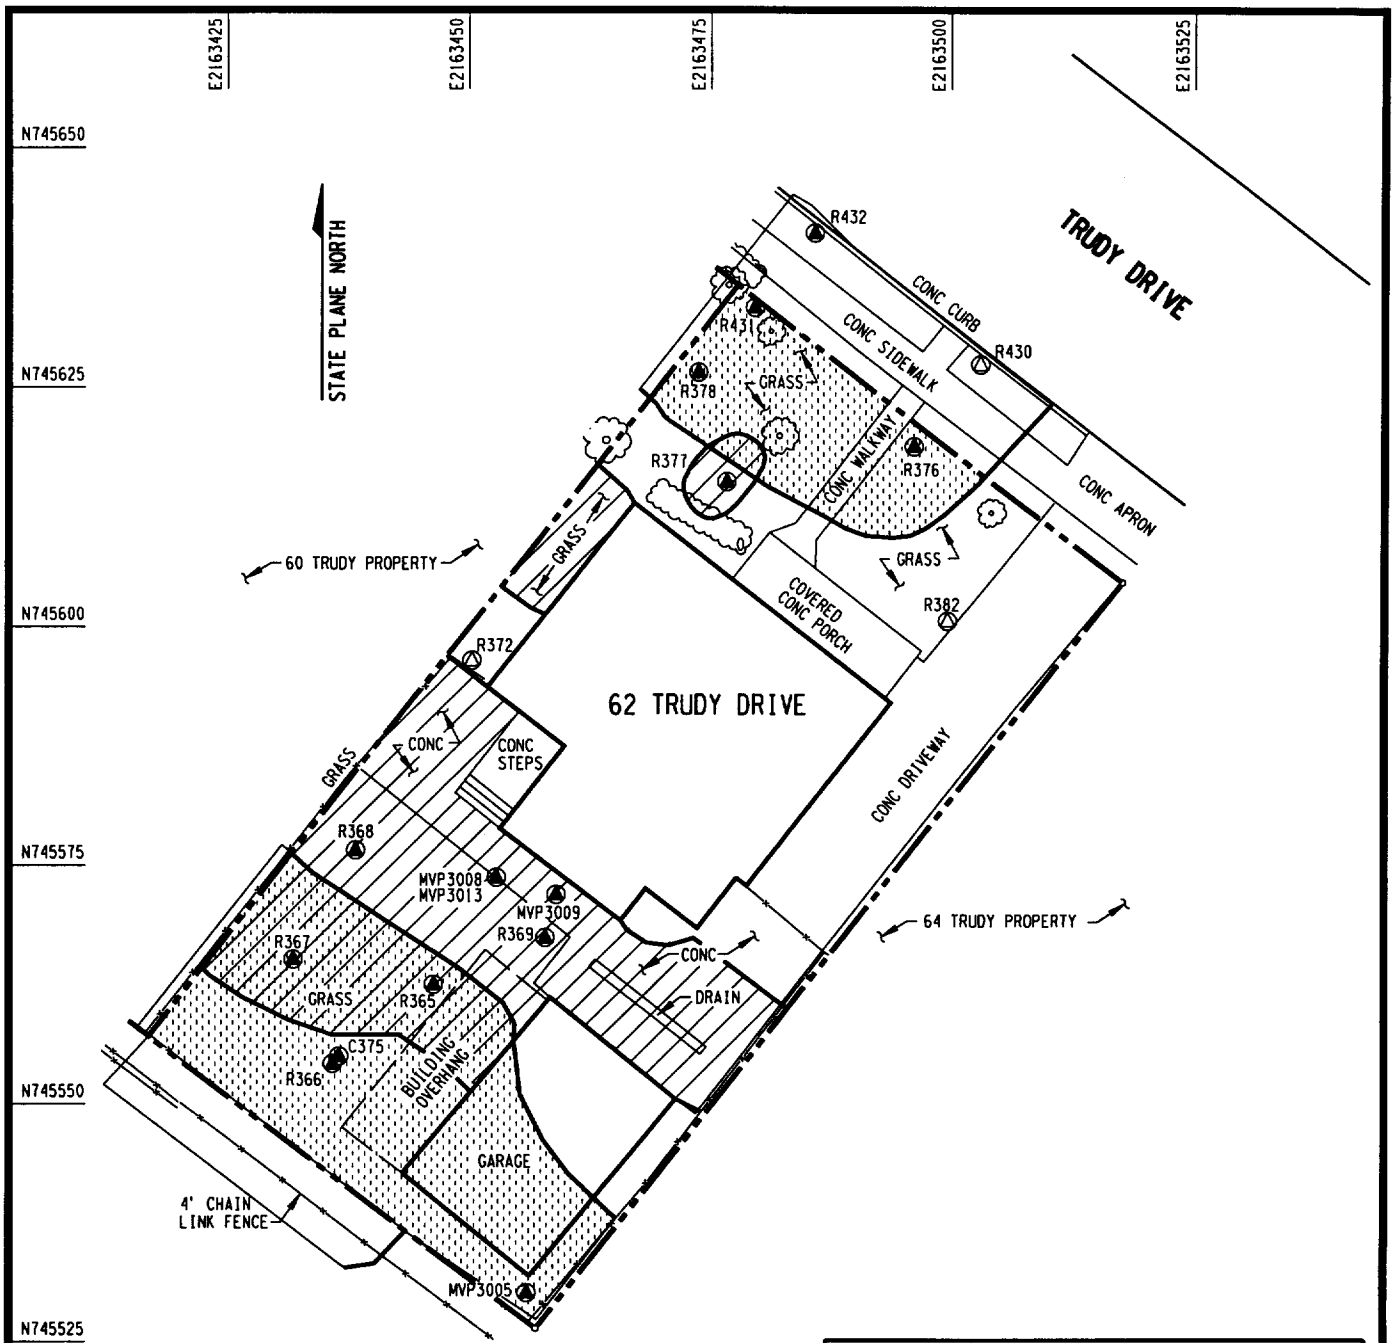 E2163425
E2163450
E2163475
E2163500
E2163525
N745650
STATE PLANE NORTH
R432
TRUDY DRIVE
CONC CURB
R431
CONC SIDEWALK
R430
N745625
R378
GRASS
R377
CONC WALKWAY
R376
CONC APRON
GRASS
60 TRUDY PROPERTY
GRASS
COVERED
CONC PORCH
R382
N745600
R372
62 TRUDY DRIVE
CONC
CONC
STEPS
GRASS
CONC DRIVEWAY
R368
N745575
MVP3008
MVP3013
MVP3009
64 TRUDY PROPERTY
R369
R367
CONC
GRASS
R365
DRAIN
C375
R366
BUILDING
OVERHANG
N745550
GARAGE
4' CHAIN
LINK FENCE
MVP3005
N745525